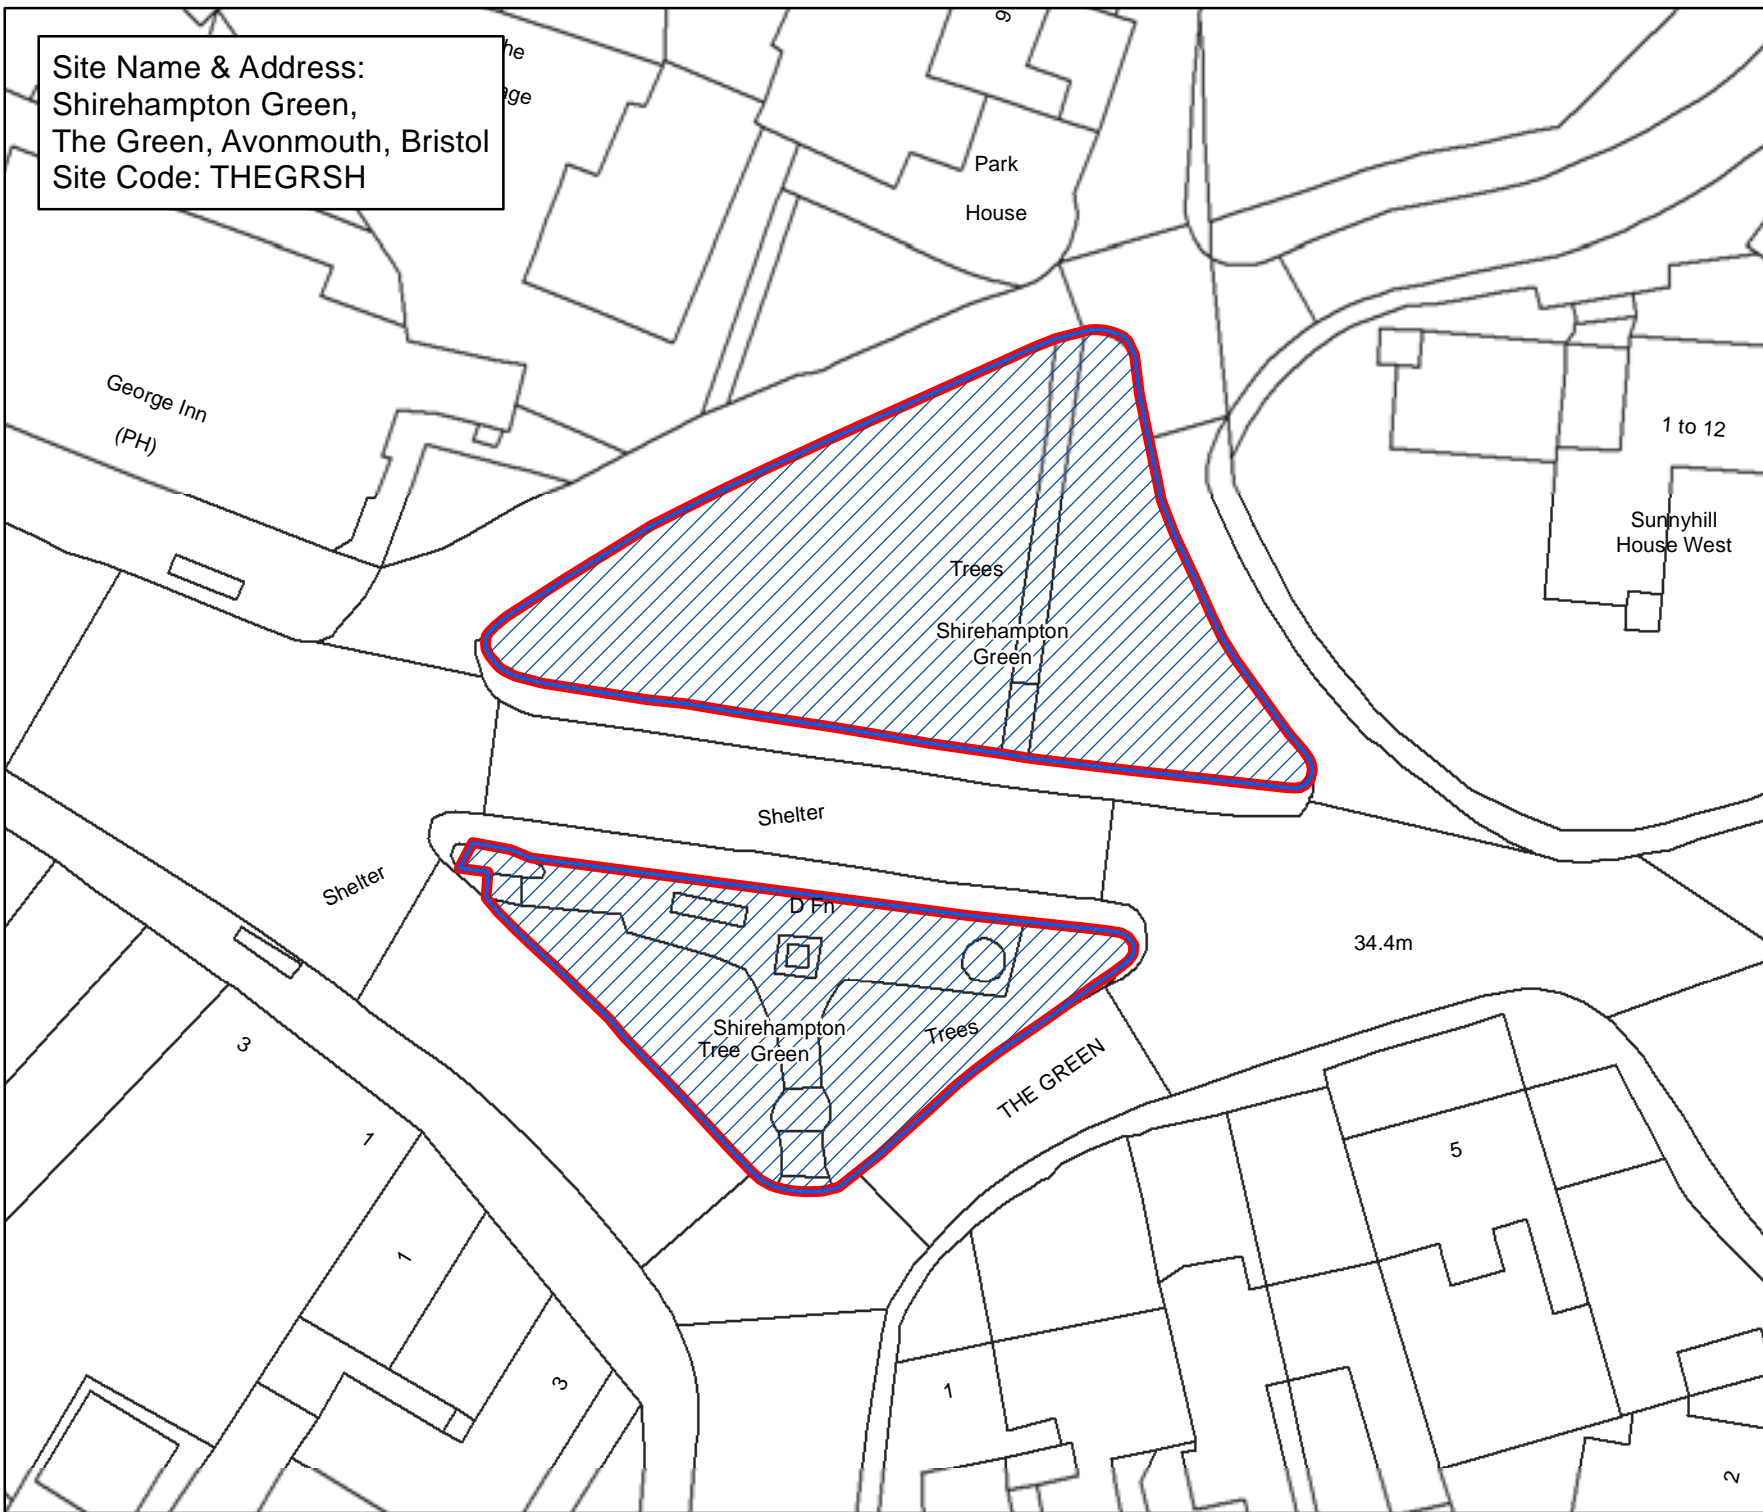 Site Name & Address:
Shirehampton Green,
The Green, Avonmouth, Bristol
Site Code: THEGRSH
9
Park
House
George Inn
(PH)
1 to 12
Sunnyhill
House West
Trees
Shirehampton
Green
Shelter
Shelter
D Fn
34.4m
Shirehampton
Green
Tree
Trees
THE GREEN
3
1
5
1
3
1
2